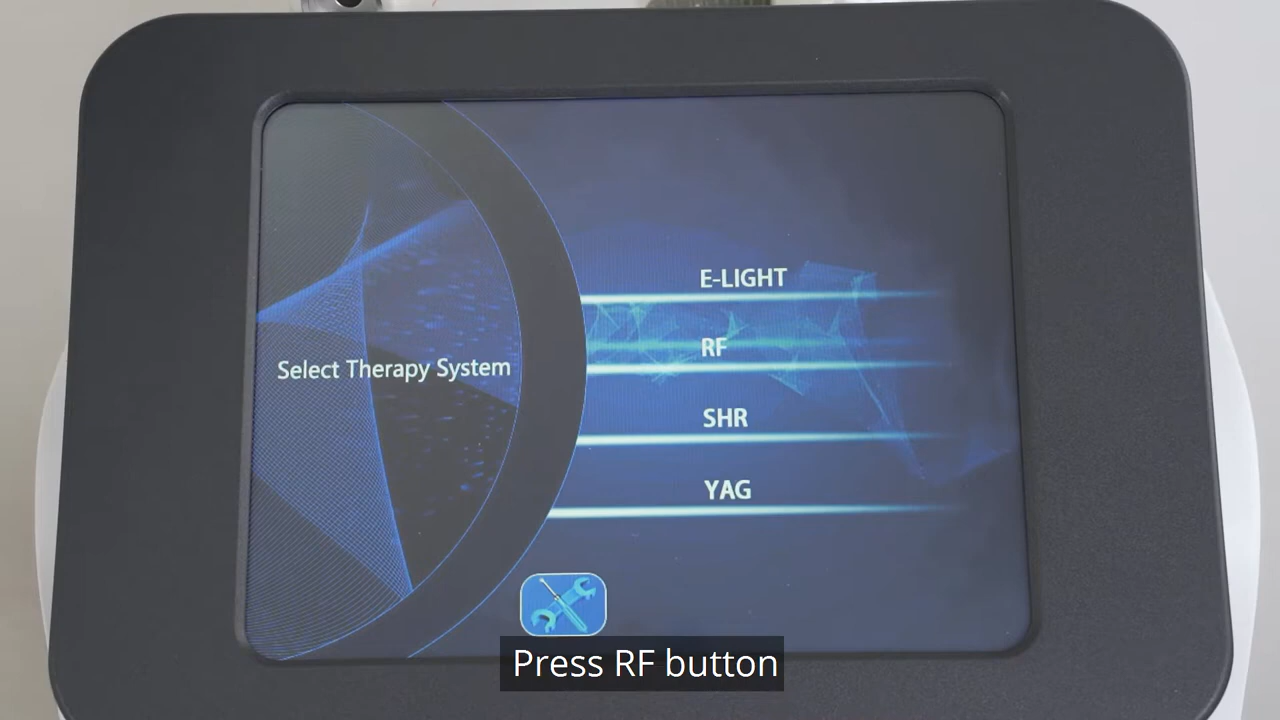 E-LIGHT
RF
Select Therapy System
SHR
YAG
Press RF button